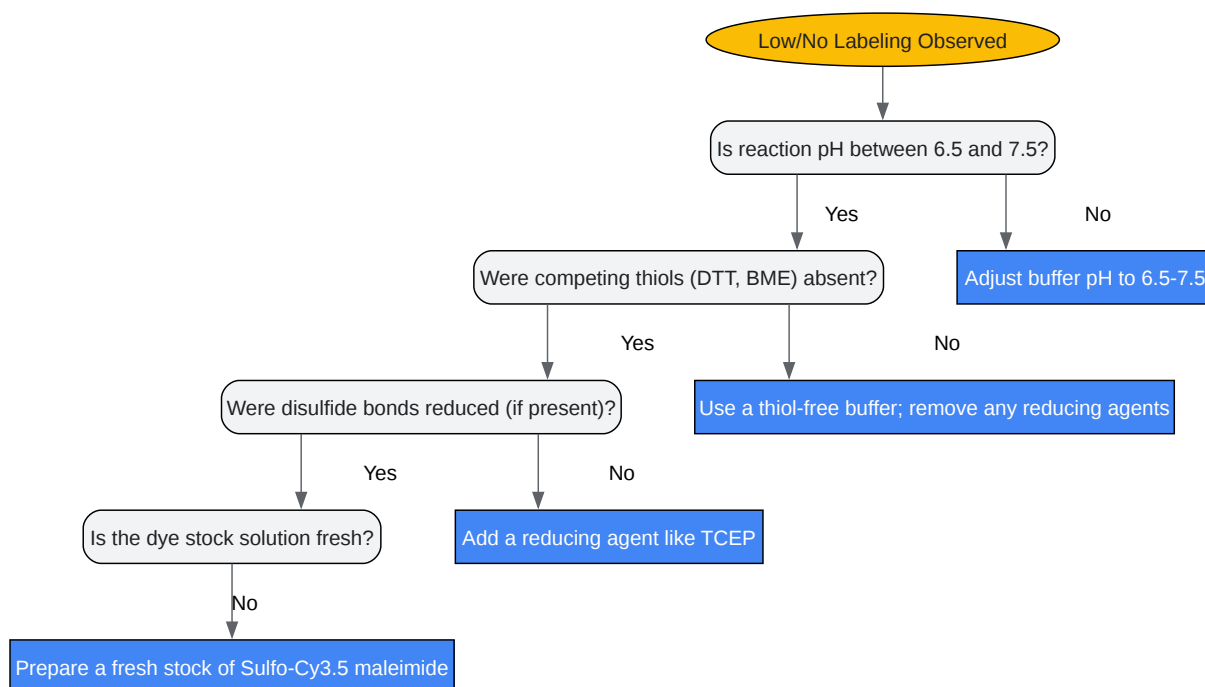 Low/No Labeling Observed
Is reaction pH between 6.5 and 7.5?
Yes
No
Were competing thiols (DTT, BME) absent?
Adjust buffer pH to 6.5-7.5
Yes
No
Were disulfide bonds reduced (if present)?
Use a thiol-free buffer; remove any reducing agents
Yes
No
Is the dye stock solution fresh?
Add a reducing agent like TCEP
No
Prepare a fresh stock of Sulfo-Cy3.5 maleimide